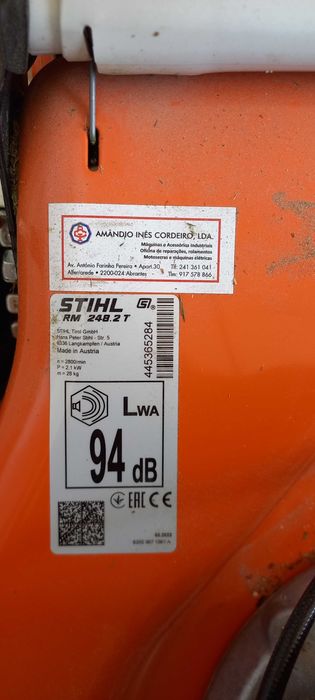 AMÂNDIO INÊS CORDEIRO, LDA.
Máquinas e Acessórios Industriais
Oficina de reparações, rolamentos
Motosserras e máquinas elétricas
Av. António Farinha Pereira • Apart.30 Tlf: 241 361 041
Alferrarede • 2200-024 Abrantes Tlm: 917 578 866
STIHL
RM 248.2 T
STIHL Tirol GmbH
Hans Peter Stihl - Str. 5
6336 Langkampfen / Austria
Made in Austria
n = 2800/min
P = 2,1 kW
m = 28 kg
445365284
LWA
94 dB
EAC CE